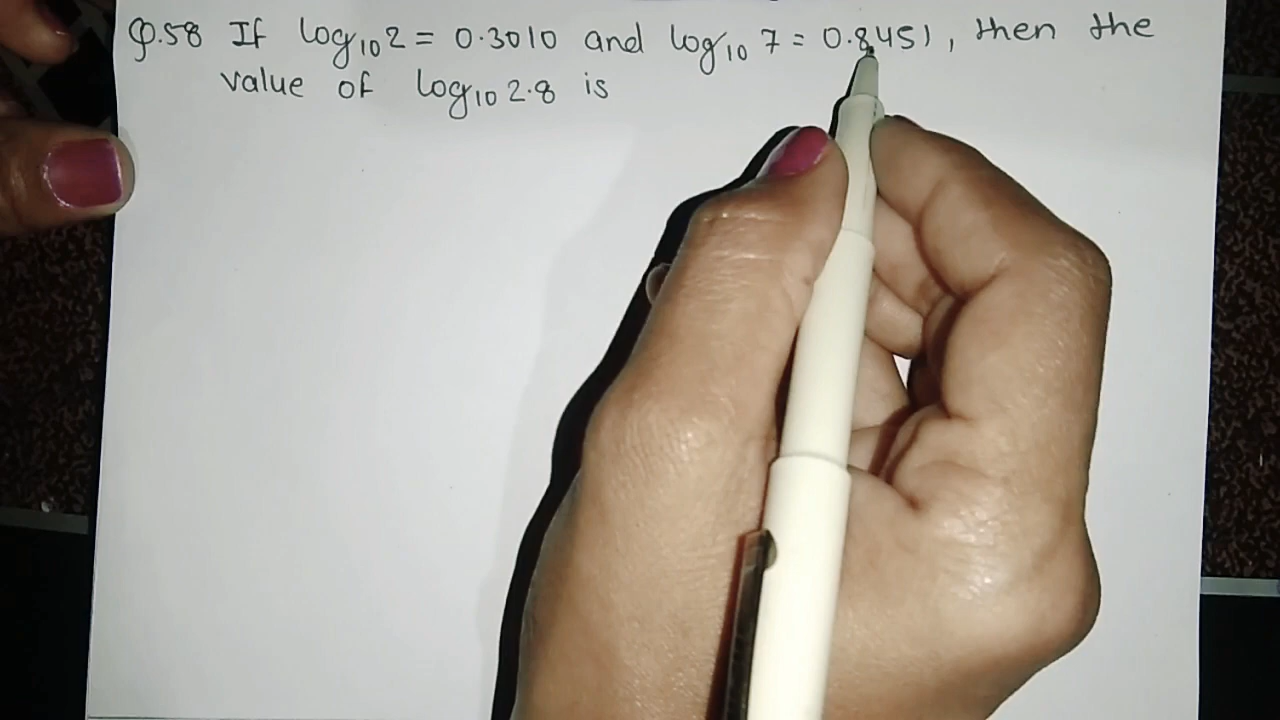 Q.58 If log₁₀ 2 = 0.3010 and log₁₀ 7 = 0.8451, then the
value of log₁₀ 2.8 is